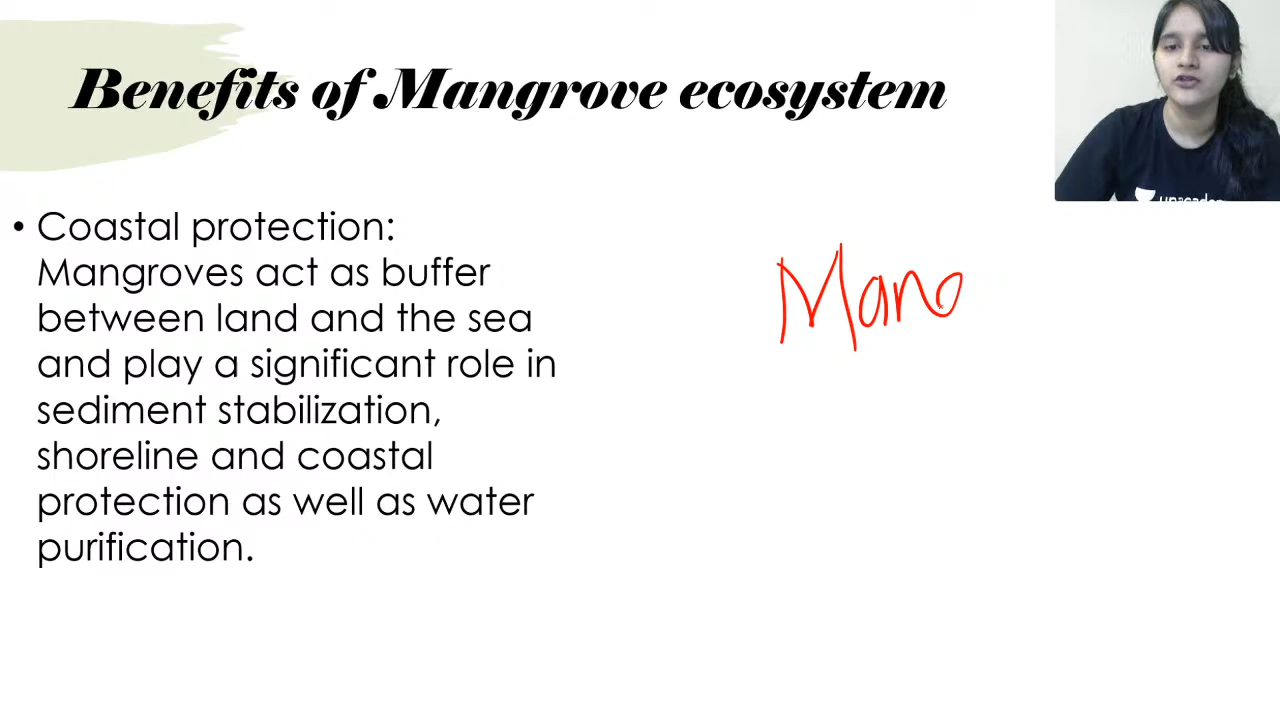 Benefits of Mangrove ecosystem
• Coastal protection:
Mangroves act as buffer
between land and the sea
and play a significant role in
sediment stabilization,
shoreline and coastal
protection as well as water
purification.